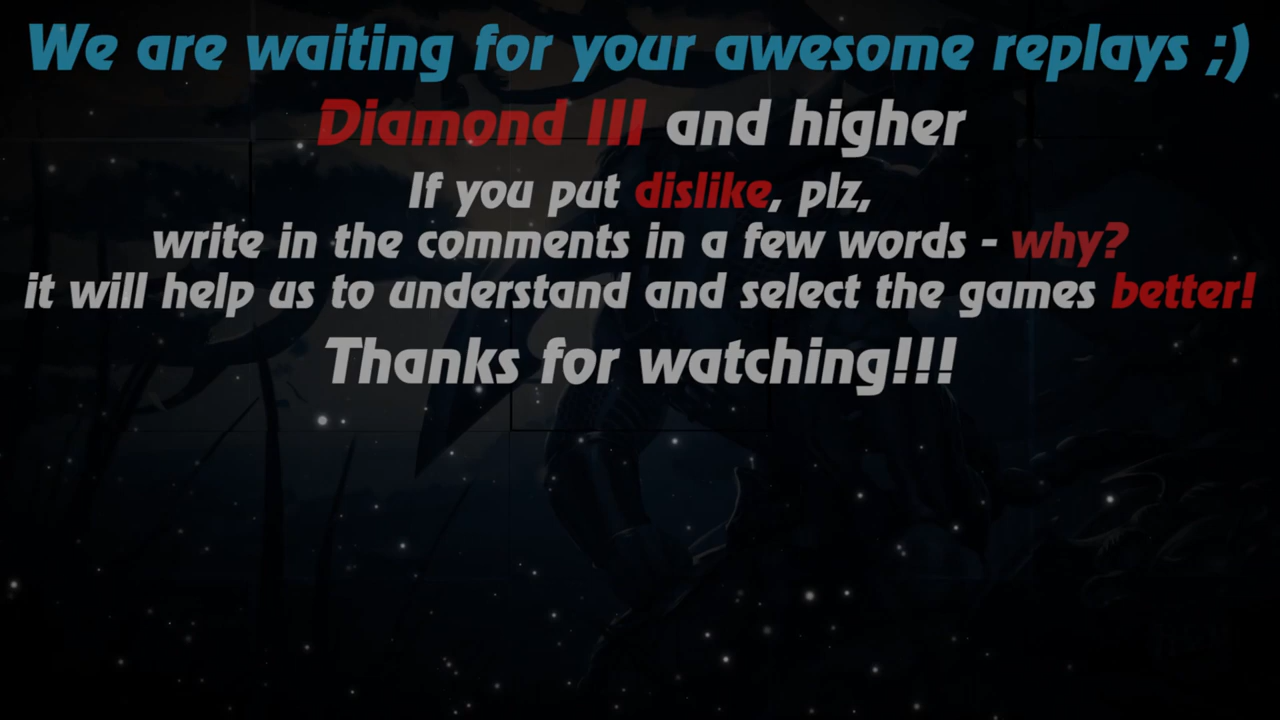 We are waiting for your awesome replays ;)
Diamond III and higher
If you put dislike, plz,
write in the comments in a few words - why?
it will help us to understand and select the games better!
Thanks for watching!!!